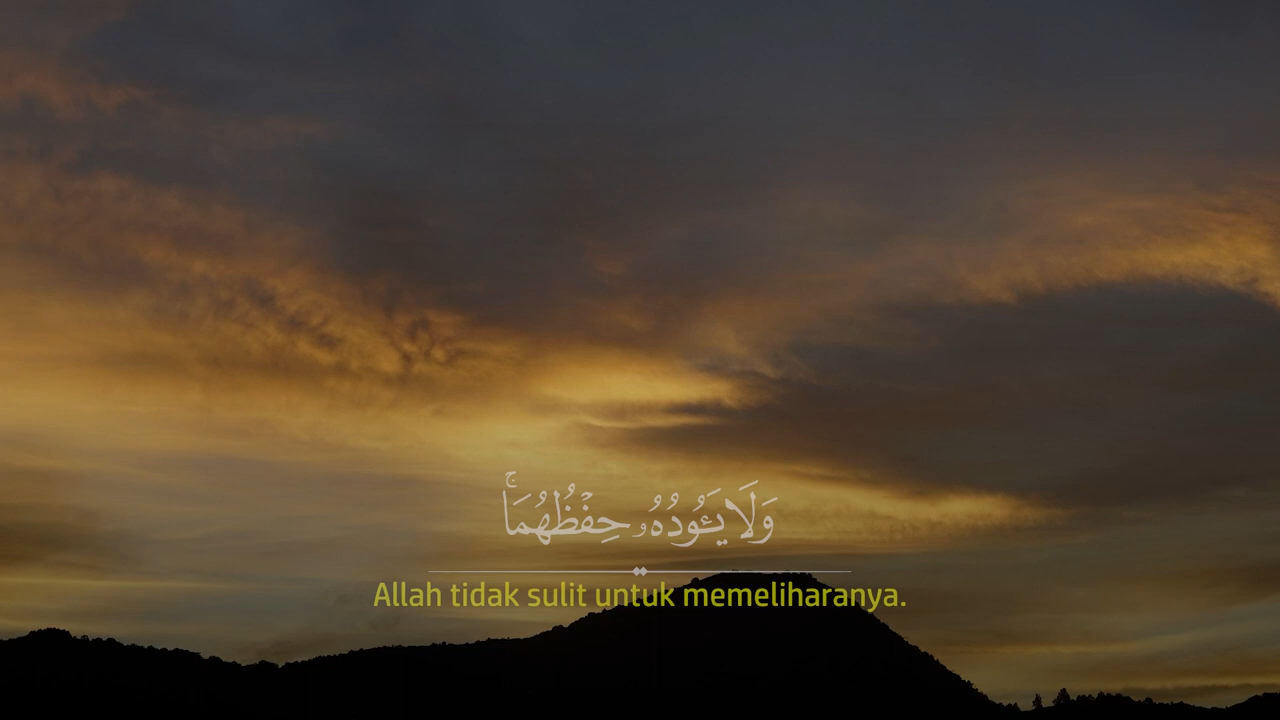 وَلَا يَـُٔودُهُۥ حِفْظُهُمَا ۚ
Allah tidak sulit untuk memeliharanya.